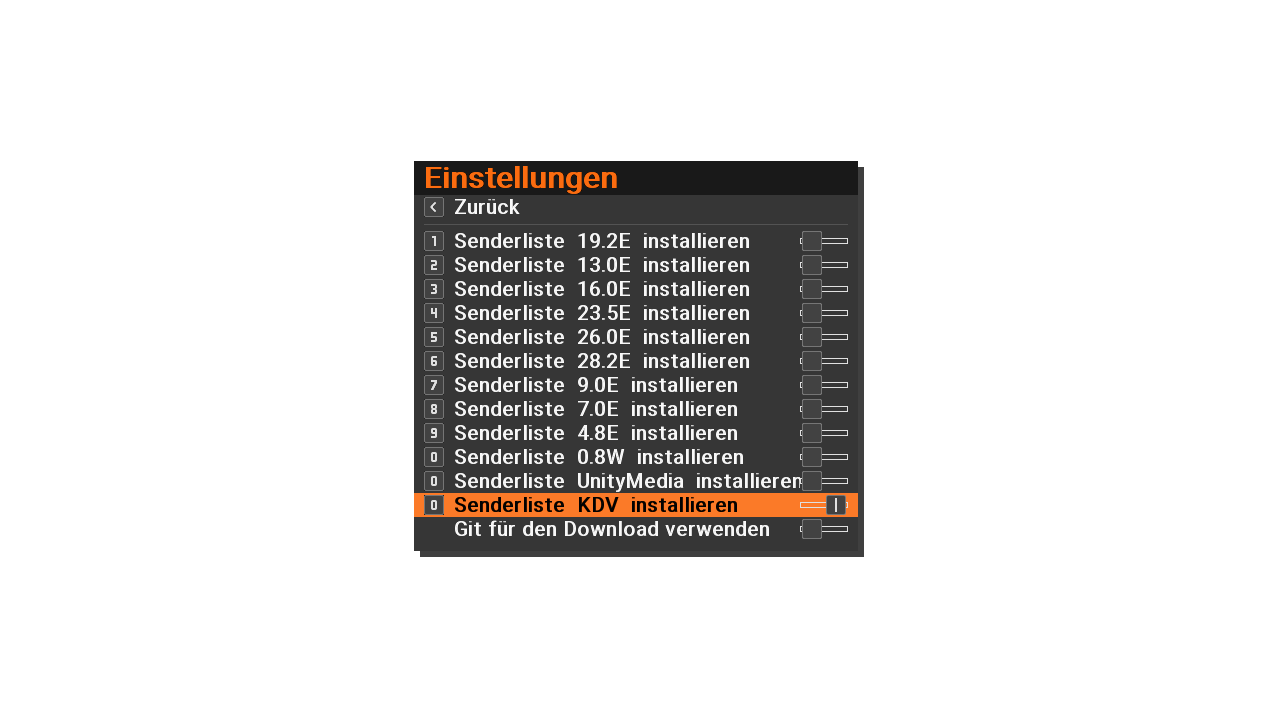 Einstellungen
Zurück
1 Senderliste 19.2E installieren
2 Senderliste 13.0E installieren
3 Senderliste 16.0E installieren
4 Senderliste 23.5E installieren
5 Senderliste 26.0E installieren
6 Senderliste 28.2E installieren
7 Senderliste 9.0E installieren
8 Senderliste 7.0E installieren
9 Senderliste 4.8E installieren
0 Senderliste 0.8W installieren
0 Senderliste UnityMedia installieren
0 Senderliste KDV installieren
Git für den Download verwenden